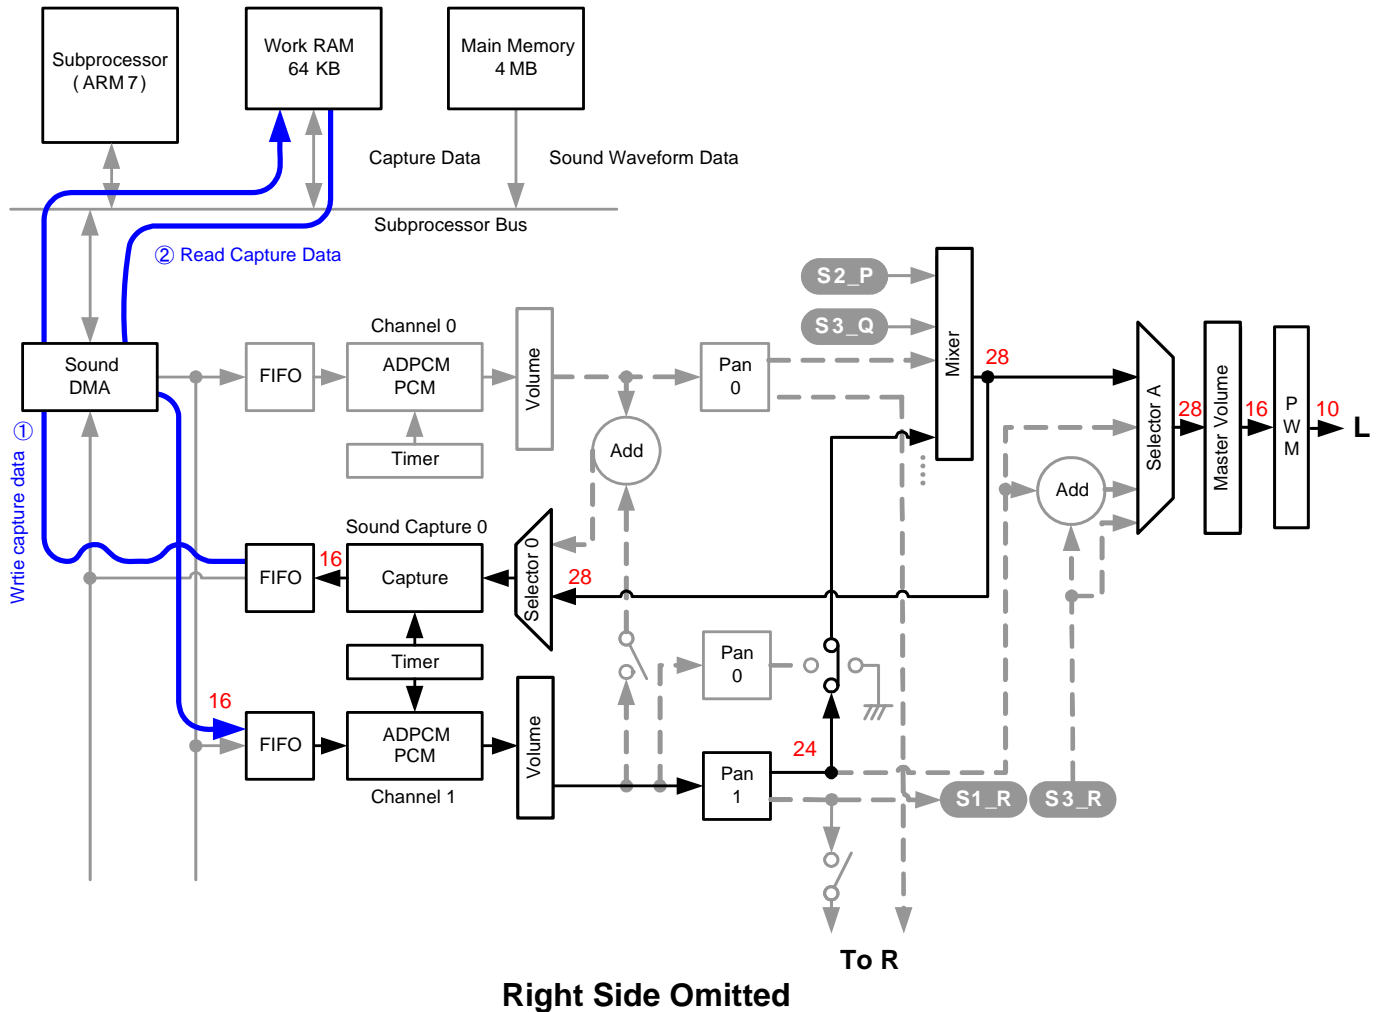 Subprocessor
( ARM 7 )
Work RAM
64 KB
Main Memory
4 MB
Capture Data
Sound Waveform Data
Subprocessor Bus
② Read Capture Data
S2_P
S3_Q
Mixer
Channel 0
Sound
DMA
FIFO
ADPCM
PCM
Volume
Pan
0
28
Timer
Add
Selector A
28
Master Volume
16
P
W
M
10
L
Add
Wrtie capture data ①
Sound Capture 0
FIFO
16
Capture
Selector 0
28
Timer
Pan
0
16
FIFO
ADPCM
PCM
Volume
Channel 1
Pan
1
24
S1_R
S3_R
To R
Right Side Omitted